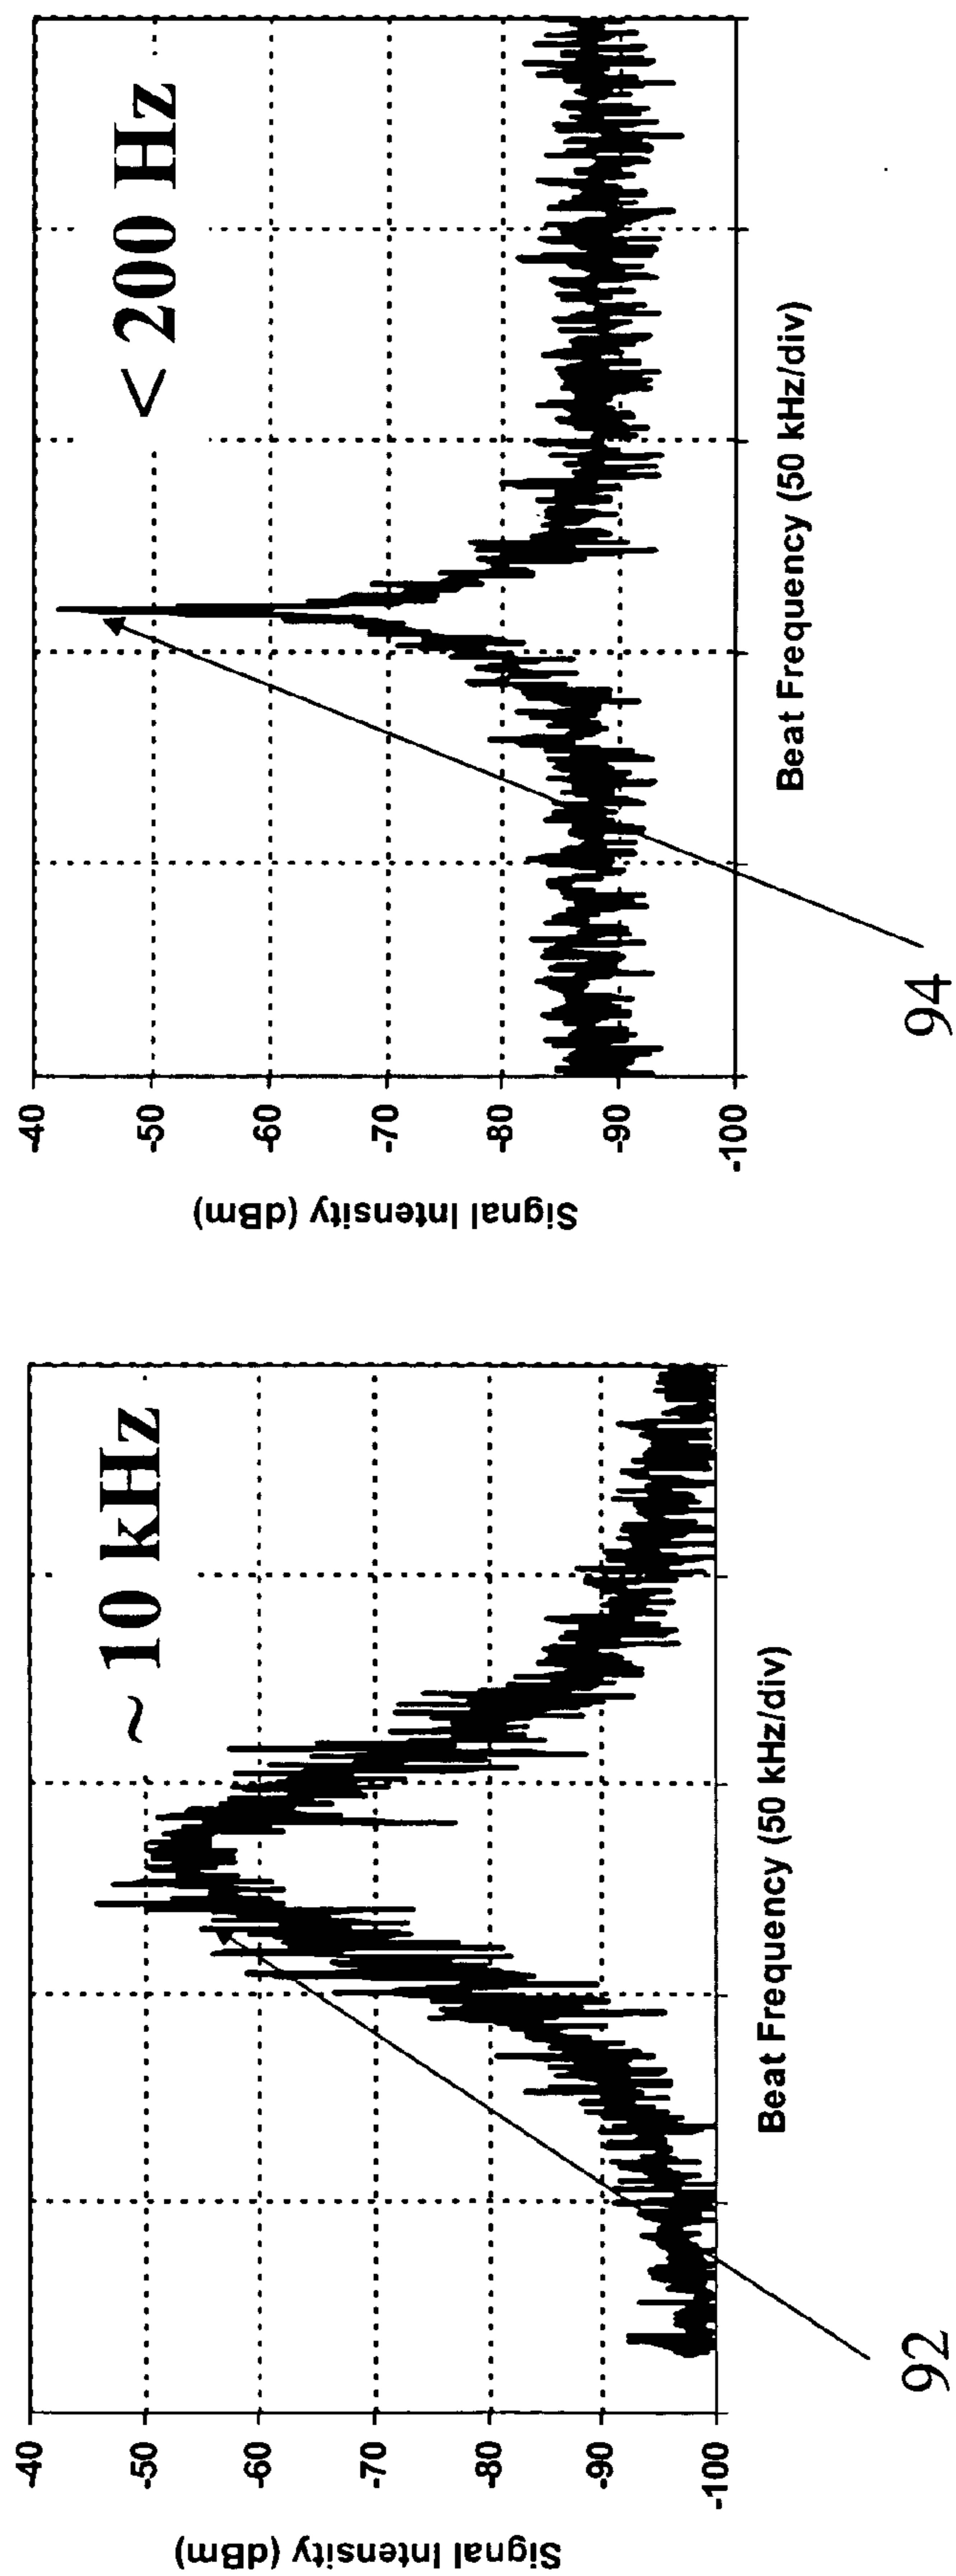 Signal Intensity (dBm)
-40
-50
-60
-70
-80
-90
-100
~ 10 kHz
Beat Frequency (50 kHz/div)
92
Signal Intensity (dBm)
-40
-50
-60
-70
-80
-90
-100
< 200 Hz
Beat Frequency (50 kHz/div)
94